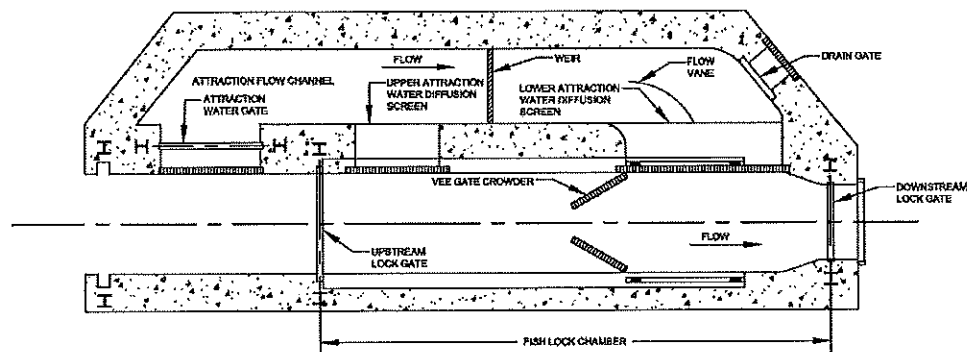 FLOW
WEIR
FLOW
VANE
DRAIN GATE
ATTRACTION FLOW CHANNEL
ATTRACTION
WATER GATE
UPPER ATTRACTION
WATER DIFFUSION
SCREEN
LOWER ATTRACTION
WATER DIFFUSION
SCREEN
VEE GATE CROWDER
DOWNSTREAM
LOCK GATE
UPSTREAM
LOCK GATE
FLOW
FISH LOCK CHAMBER